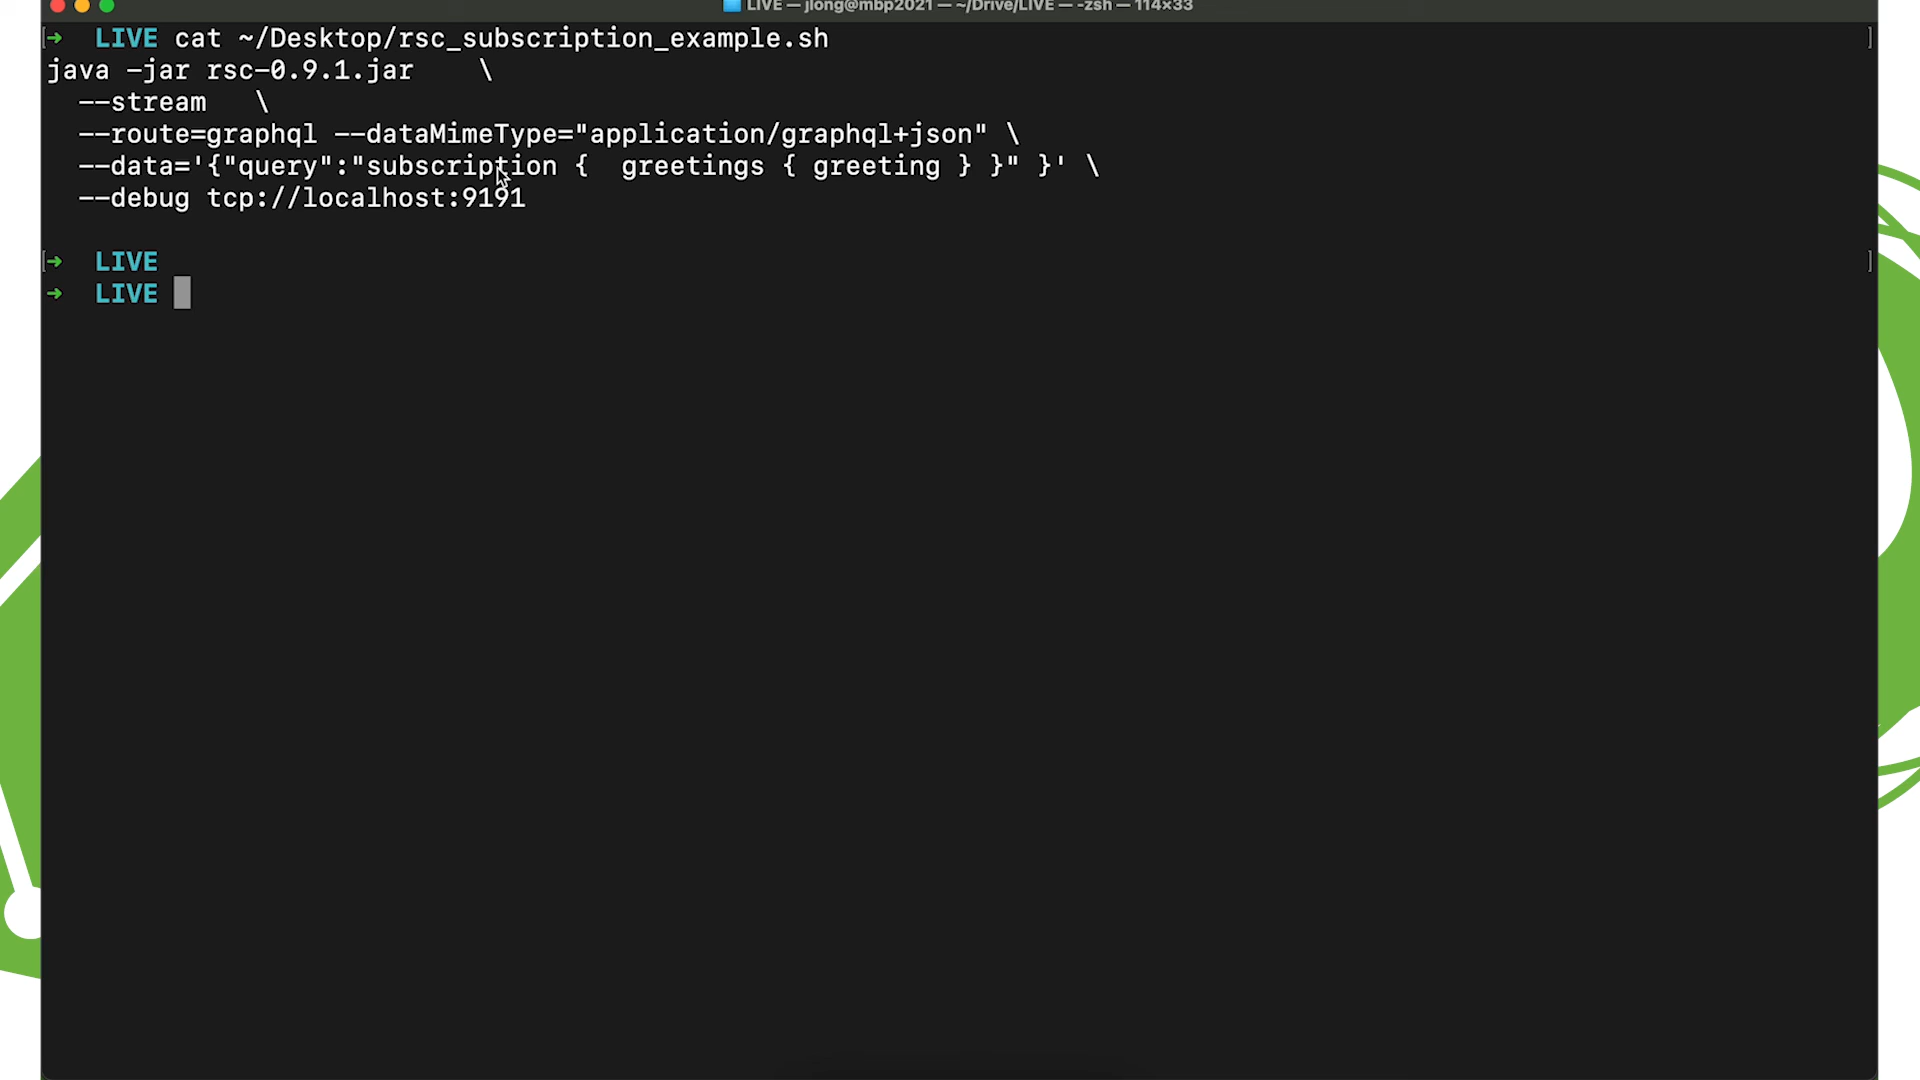 LIVE — jlong@mbp2021 — ~/Drive/LIVE — -zsh — 114×33
[➜  LIVE cat ~/Desktop/rsc_subscription_example.sh ]
java -jar rsc-0.9.1.jar    \
  --stream   \
  --route=graphql --dataMimeType="application/graphql+json" \
  --data='{"query":"subscription {  greetings { greeting } }" }' \
  --debug tcp://localhost:9191
[➜  LIVE ]
➜  LIVE